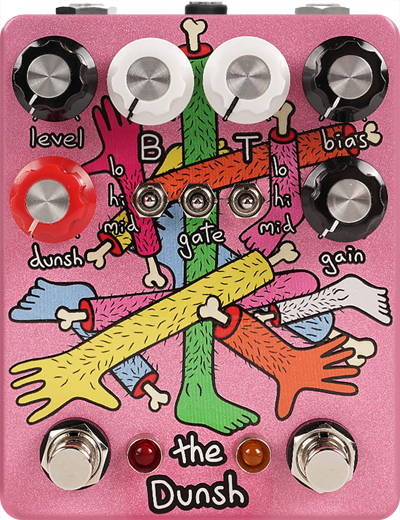 level B T bias
lo lo
hi hi
mid mid
dunsh gate gain
the
Dunsh